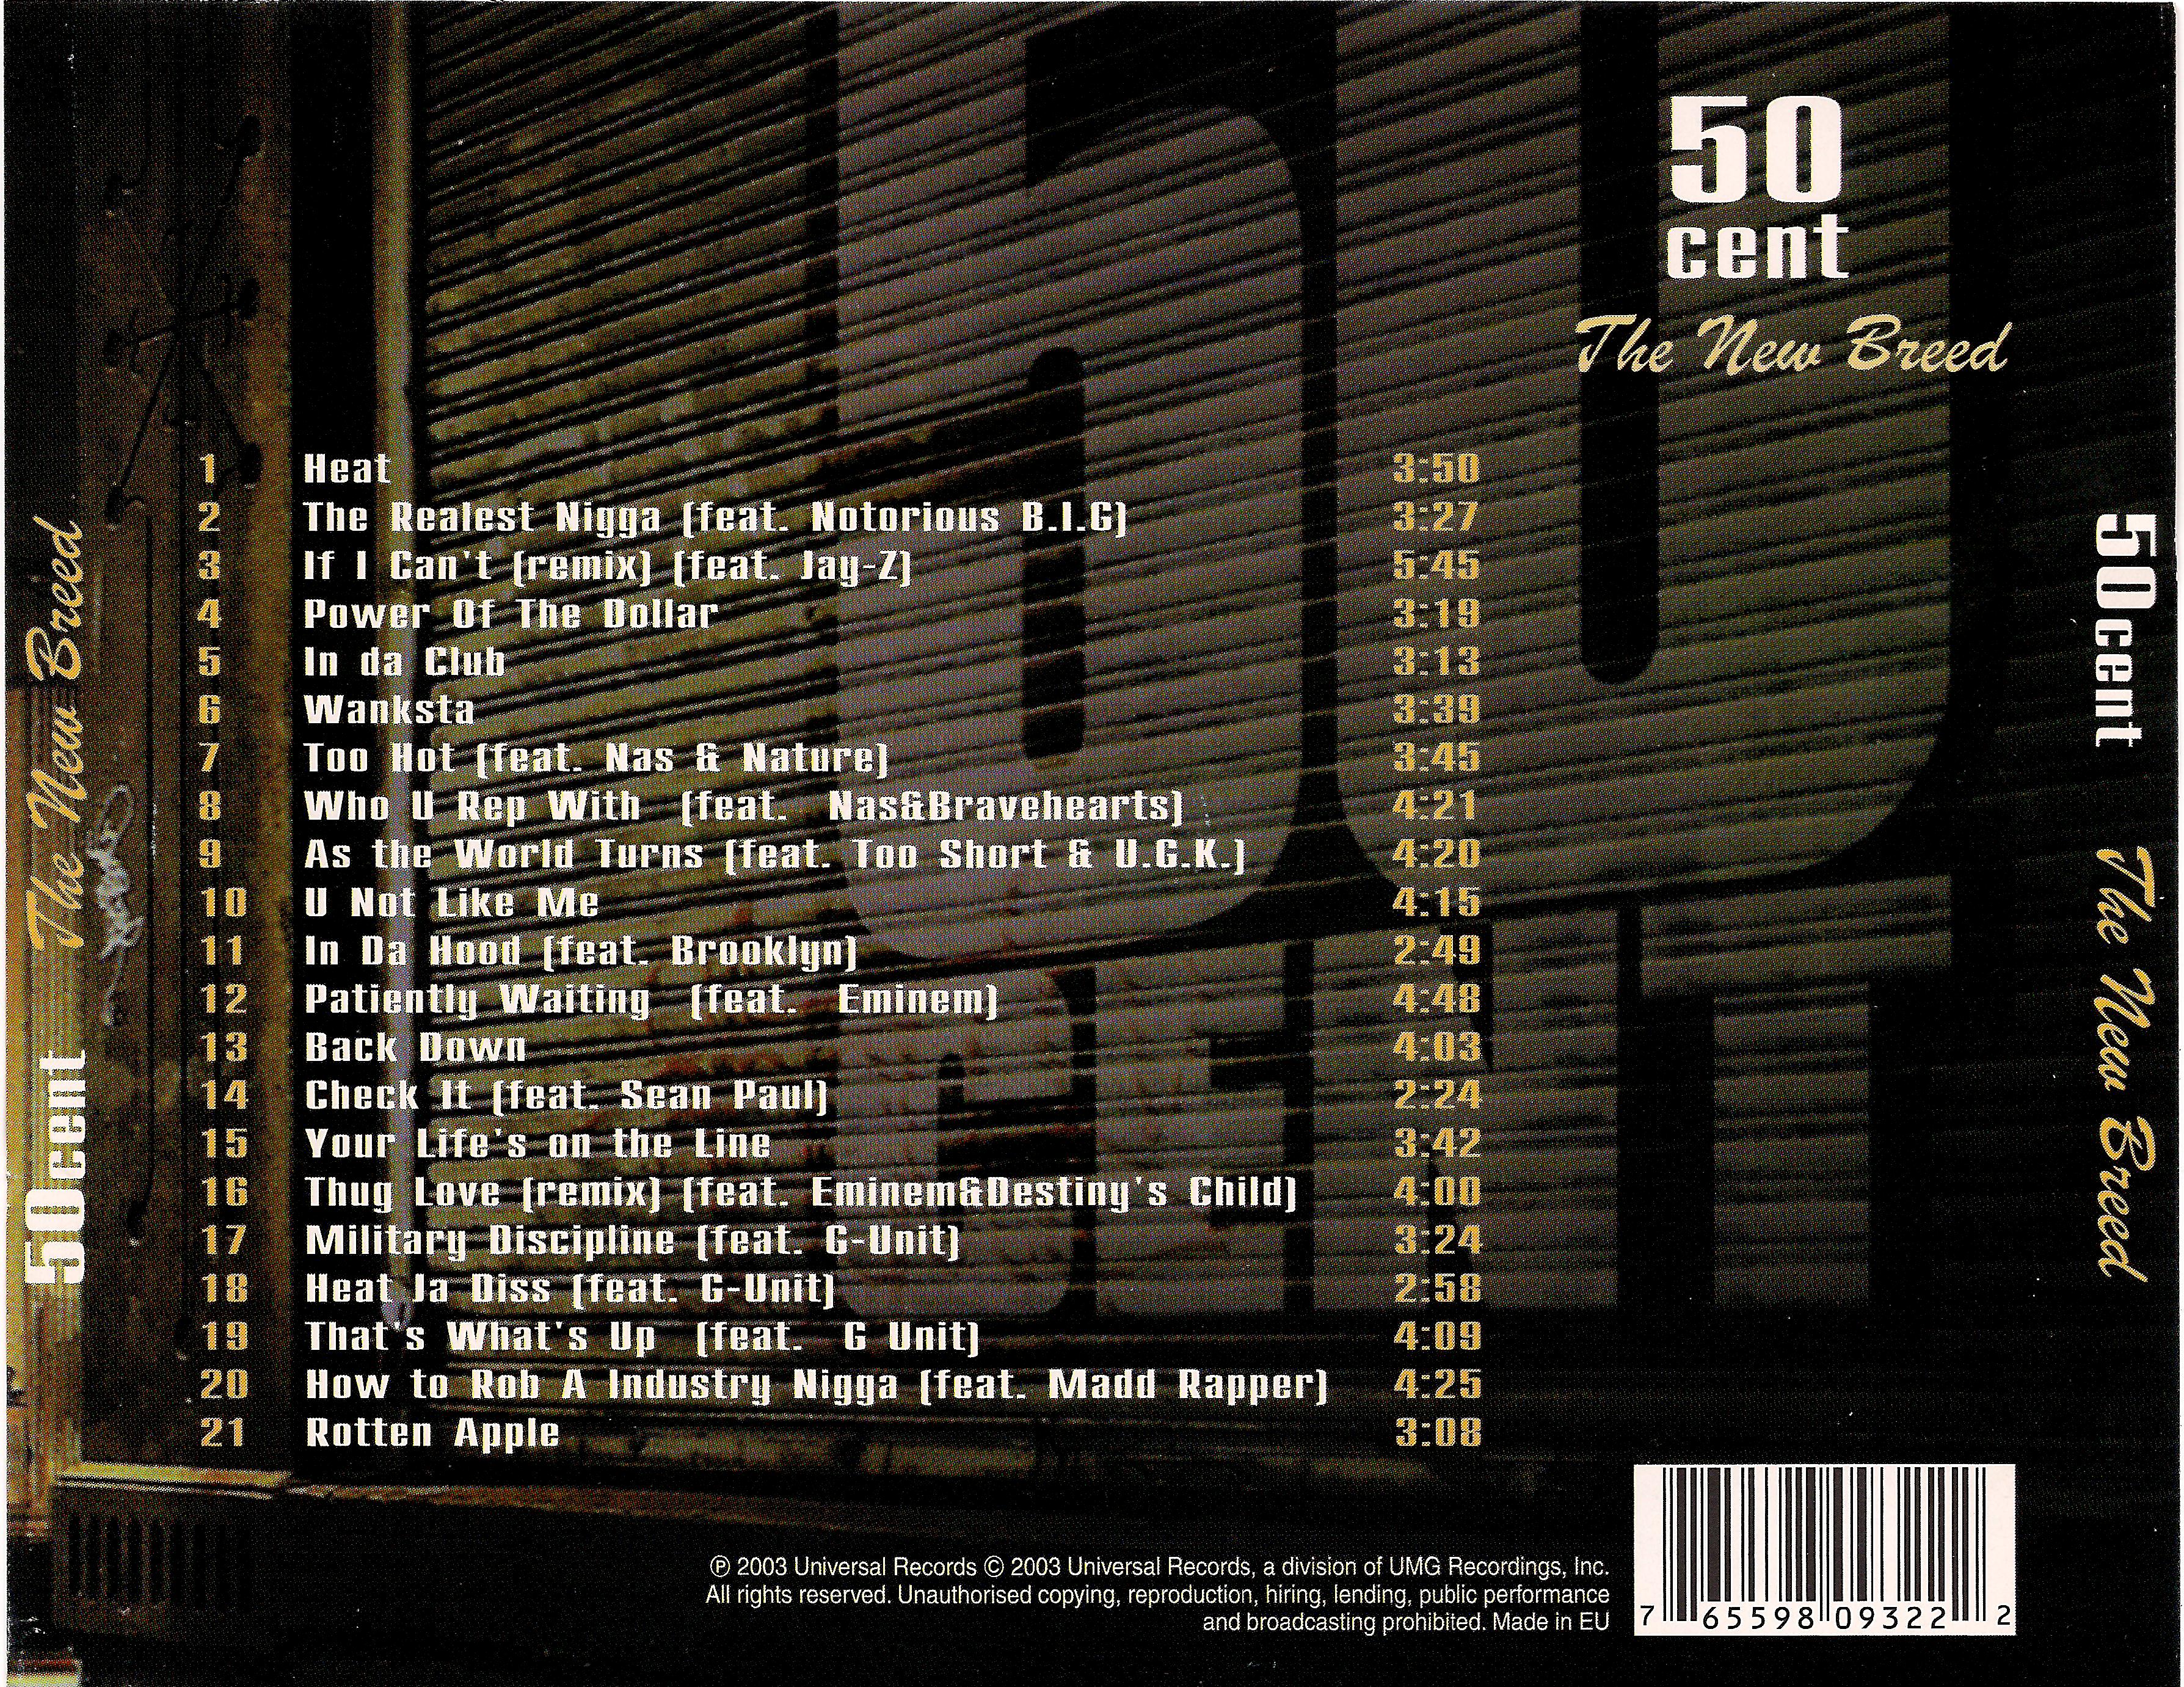 50
cent
The New Breed
1 Heat 3:50
2 The Realest Nigga (feat. Notorious B.I.G) 3:27
3 If I Can't (remix) (feat. Jay-Z) 5:45
4 Power Of The Dollar 3:19
5 In da Club 3:13
6 Wanksta 3:39
7 Too Hot (feat. Nas & Nature) 3:45
8 Who U Rep With (feat. Nas&Bravehearts) 4:21
9 As the World Turns (feat. Too Short & U.G.K.) 4:20
10 U Not Like Me 4:15
11 In Da Hood (feat. Brooklyn) 2:49
12 Patiently Waiting (feat. Eminem) 4:48
13 Back Down 4:03
14 Check It (feat. Sean Paul) 2:24
15 Your Life's on the Line 3:42
16 Thug Love (remix) (feat. Eminem&Destiny's Child) 4:00
17 Military Discipline (feat. G-Unit) 3:24
18 Heat Ja Diss (feat. G-Unit) 2:58
19 That's What's Up (feat. G Unit) 4:09
20 How to Rob A Industry Nigga (feat. Madd Rapper) 4:25
21 Rotten Apple 3:08
℗ 2003 Universal Records © 2003 Universal Records, a division of UMG Recordings, Inc.
All rights reserved. Unauthorised copying, reproduction, hiring, lending, public performance
and broadcasting prohibited. Made in EU
7 65598 09322 2
50cent The New Breed
50cent The New Breed
50
CENT